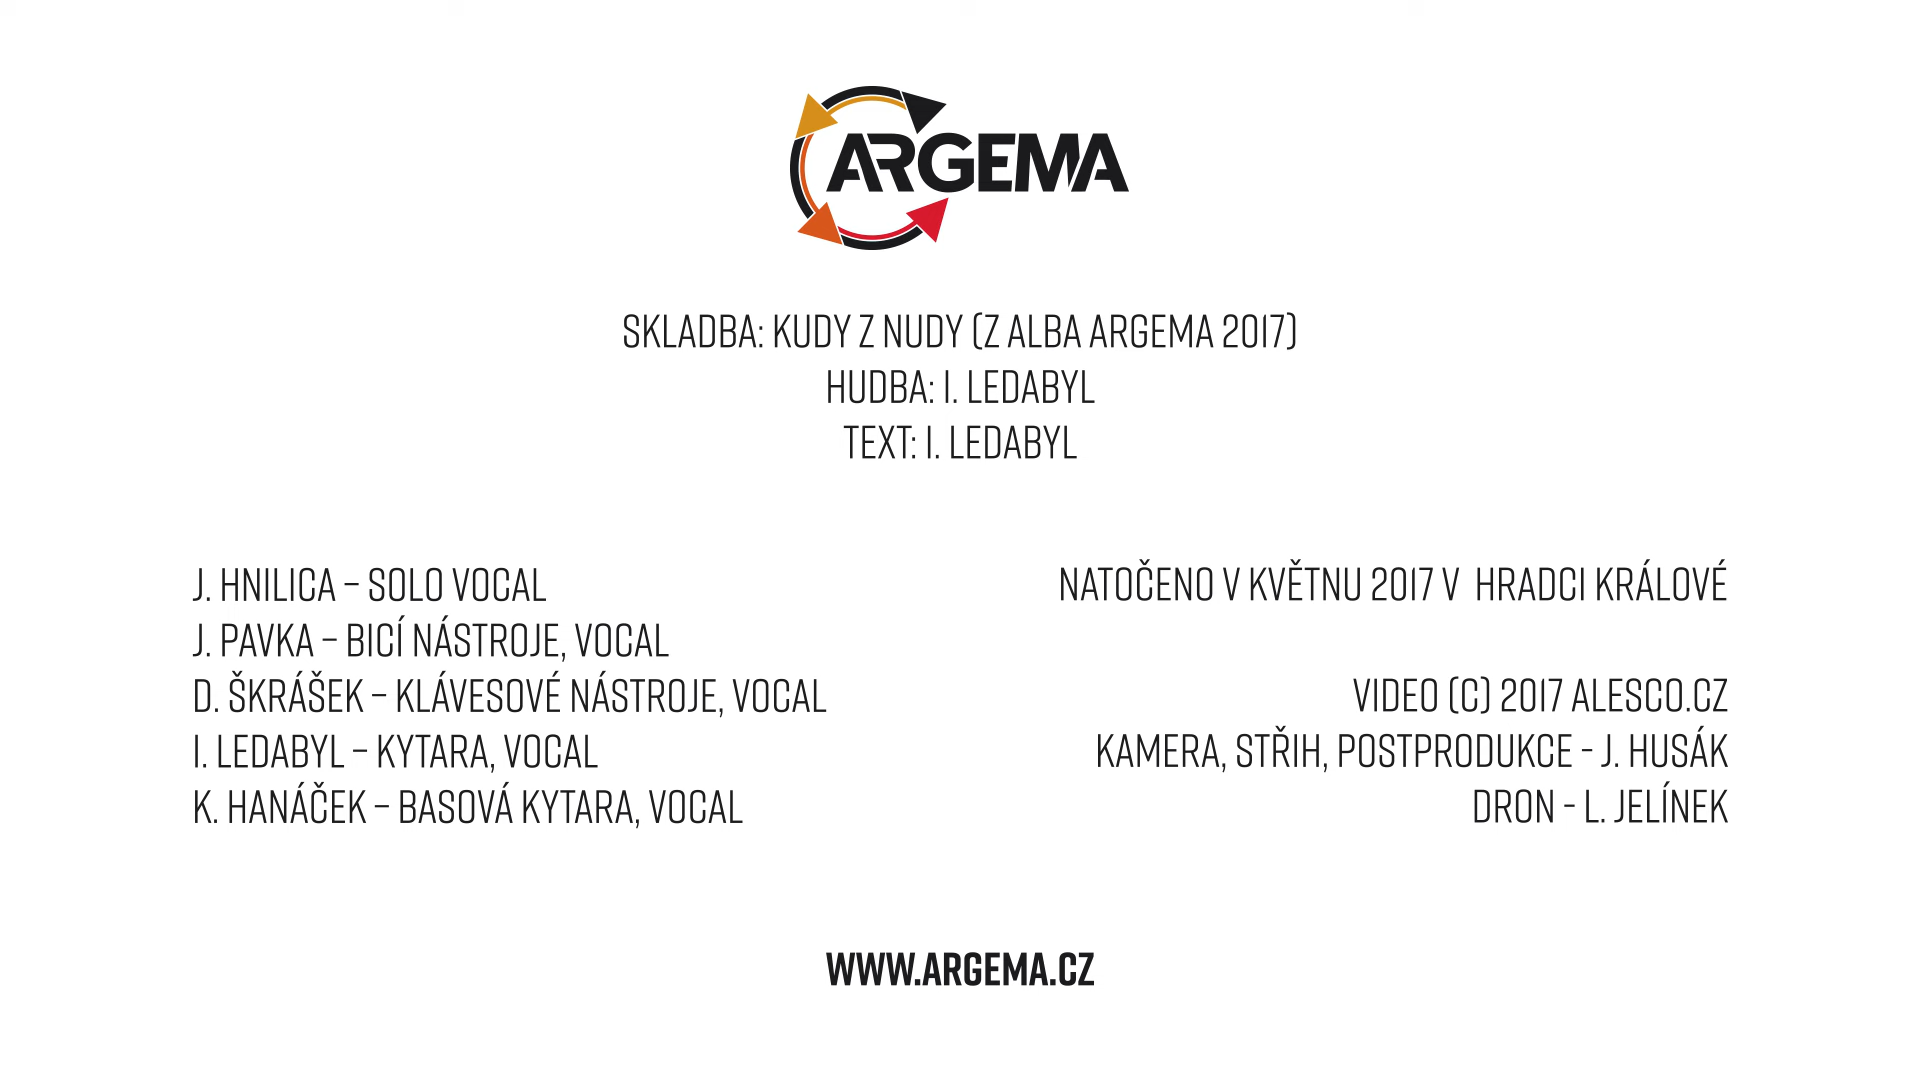 ARGEMA
SKLADBA: KUDY Z NUDY (Z ALBA ARGEMA 2017)
HUDBA: I. LEDABYL
TEXT: I. LEDABYL
J. HNILICA – SOLO VOCAL
J. PAVKA – BICÍ NÁSTROJE, VOCAL
D. ŠKRÁŠEK – KLÁVESOVÉ NÁSTROJE, VOCAL
I. LEDABYL – KYTARA, VOCAL
K. HANÁČEK – BASOVÁ KYTARA, VOCAL
NATOČENO V KVĚTNU 2017 V HRADCI KRÁLOVÉ
VIDEO (C) 2017 ALESCO.CZ
KAMERA, STŘIH, POSTPRODUKCE - J. HUSÁK
DRON - L. JELÍNEK
WWW.ARGEMA.CZ